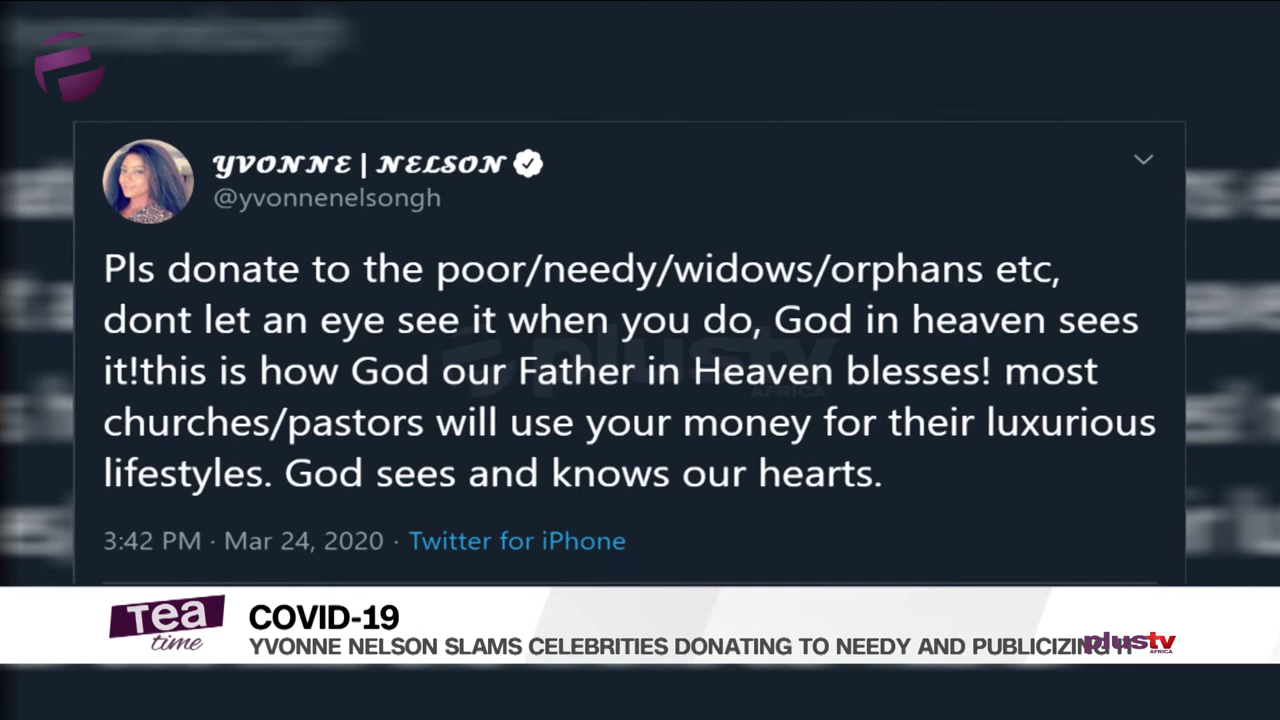 YVONNE | NELSON
@yvonnenelsongh
Pls donate to the poor/needy/widows/orphans etc,
dont let an eye see it when you do, God in heaven sees
it!this is how God our Father in Heaven blesses! most
churches/pastors will use your money for their luxurious
lifestyles. God sees and knows our hearts.
3:42 PM · Mar 24, 2020 · Twitter for iPhone
plustv
AFRICA
Tea
time
COVID-19
YVONNE NELSON SLAMS CELEBRITIES DONATING TO NEEDY AND PUBLICIZING IT
plustv
AFRICA